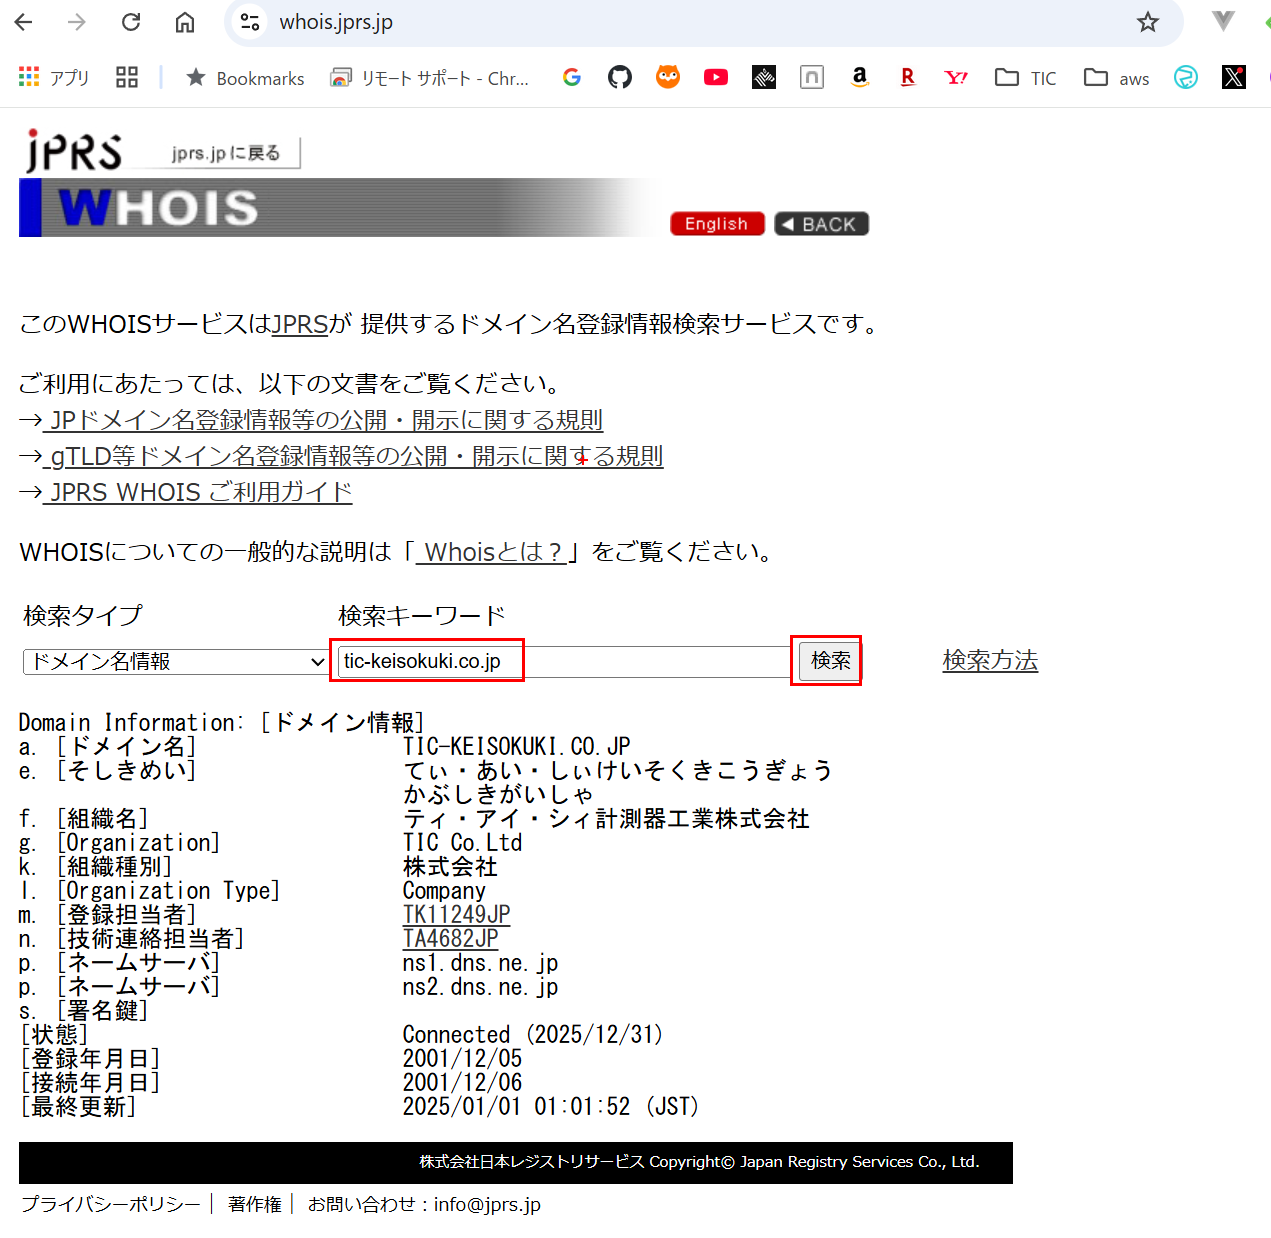 whois.jprs.jp
アプリ Bookmarks リモート サポート - Chr... TIC aws
jPRS jprs.jpに戻る
WHOIS
English BACK
このWHOISサービスはJPRSが 提供するドメイン名登録情報検索サービスです。
ご利用にあたっては、以下の文書をご覧ください。
→ JPドメイン名登録情報等の公開・開示に関する規則
→ gTLD等ドメイン名登録情報等の公開・開示に関する規則
→ JPRS WHOIS ご利用ガイド
WHOISについての一般的な説明は「 Whoisとは？」をご覧ください。
検索タイプ 検索キーワード
ドメイン名情報 tic-keisokuki.co.jp 検索 検索方法
Domain Information: [ドメイン情報]
a. [ドメイン名] TIC-KEISOKUKI.CO.JP
e. [そしきめい] てぃ・あい・しぃけいそくきこうぎょう
かぶしきがいしゃ
f. [組織名] ティ・アイ・シィ計測器工業株式会社
g. [Organization] TIC Co.Ltd
k. [組織種別] 株式会社
l. [Organization Type] Company
m. [登録担当者] TK11249JP
n. [技術連絡担当者] TA4682JP
p. [ネームサーバ] ns1.dns.ne.jp
p. [ネームサーバ] ns2.dns.ne.jp
s. [署名鍵]
[状態] Connected (2025/12/31)
[登録年月日] 2001/12/05
[接続年月日] 2001/12/06
[最終更新] 2025/01/01 01:01:52 (JST)
株式会社日本レジストリサービス Copyright© Japan Registry Services Co., Ltd.
プライバシーポリシー│ 著作権│ お問い合わせ : info@jprs.jp